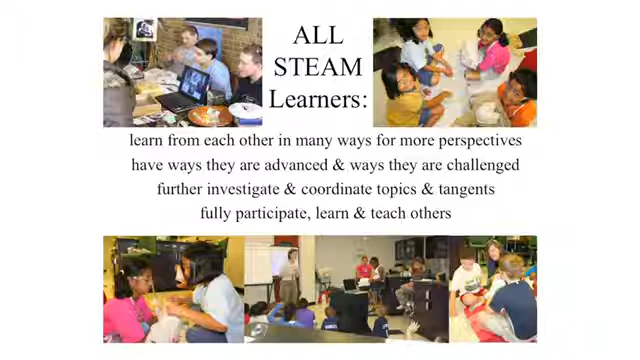 ALL
STEAM
Learners:
learn from each other in many ways for more perspectives
have ways they are advanced & ways they are challenged
further investigate & coordinate topics & tangents
fully participate, learn & teach others